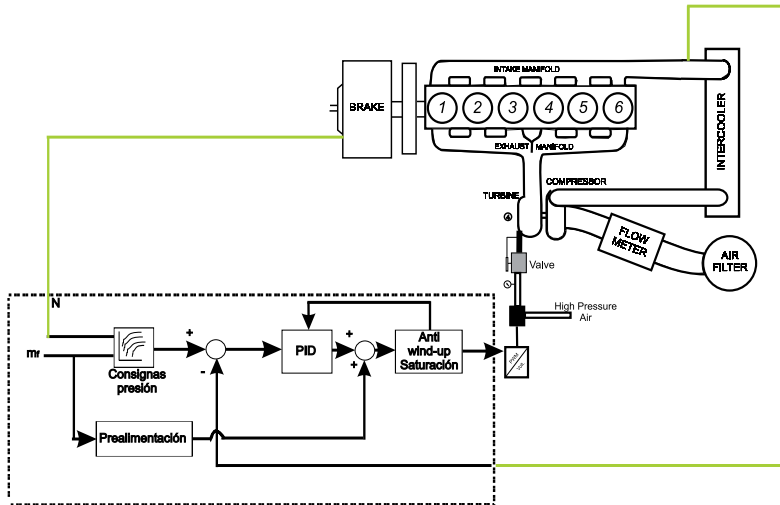 INTAKE MANIFOLD
BRAKE
1 2 3 4 5 6
EXHAUST MANIFOLD
INTERCOOLER
TURBINE
COMPRESSOR
FLOW
METER
AIR
FILTER
Valve
High Pressure
Air
N
mf
Consignas
presión
+
-
PID
+
+
Anti
wind-up
Saturación
PWM
Prealimentación